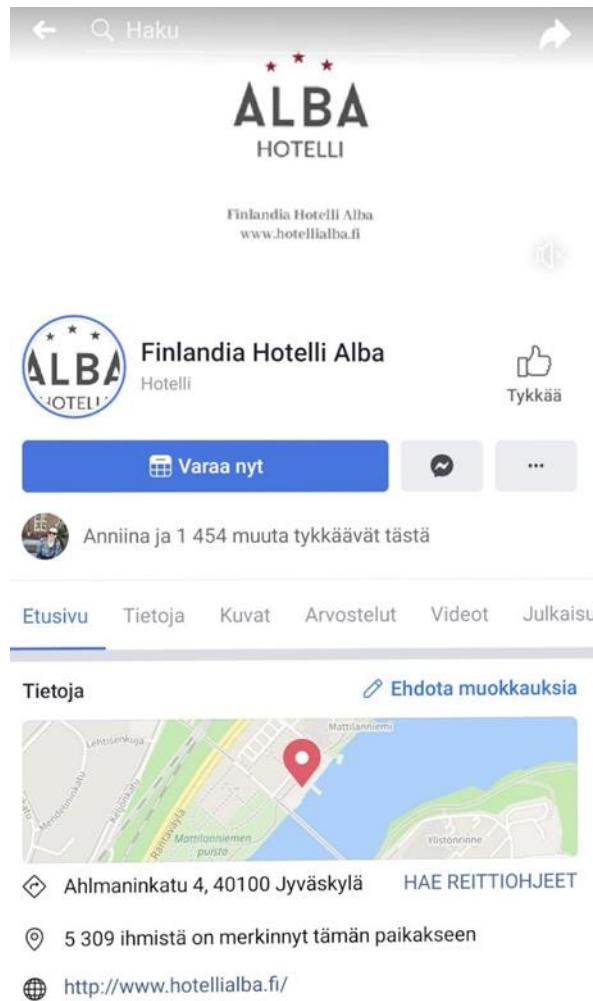 Haku
ALBA
HOTELLI
Finlandia Hotelli Alba
www.hotellialba.fi
ALBA
HOTELLI
Finlandia Hotelli Alba
Hotelli
Tykkää
Varaa nyt
Anniina ja 1 454 muuta tykkäävät tästä
Etusivu Tietoja Kuvat Arvostelut Videot Julkaisu
Tietoja Ehdota muokkauksia
Mattilanniemi
Lehtisenkuja
Keljonkatu
Rantaväylä
Mattilanniemen
puisto
Ylistönrinne
Ahlmaninkatu 4, 40100 Jyväskylä HAE REITTIOHJEET
5 309 ihmistä on merkinnyt tämän paikakseen
http://www.hotellialba.fi/